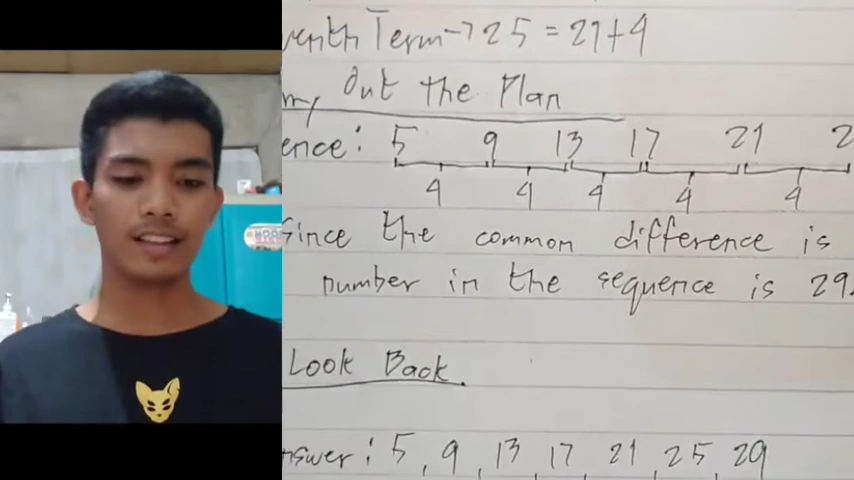 Term→ 25 = 21+4
Out the Plan
ence: 5 9 13 17 21 2
4 4 4 4 4
Since the common difference is
number in the sequence is 29.
Look Back
nswer: 5, 9, 13, 17, 21, 25, 29